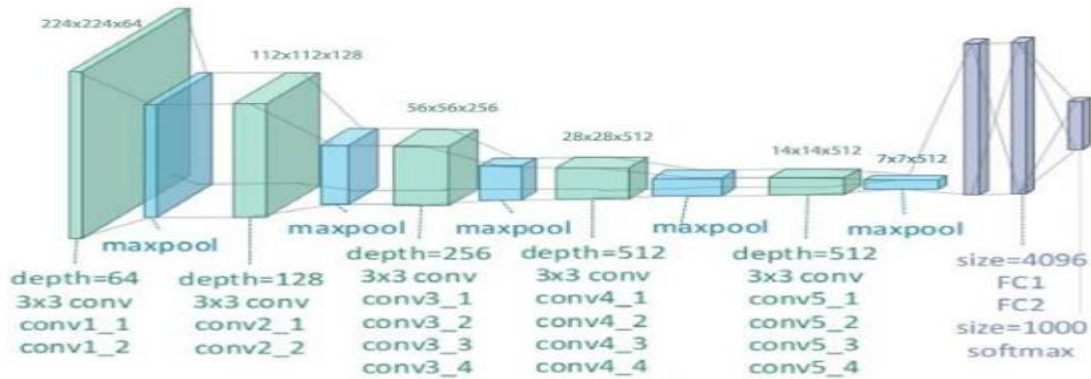 224x224x64
112x112x128
56x56x256
28x28x512
14x14x512
7x7x512
maxpool
maxpool
maxpool
maxpool
maxpool
depth=64
3x3 conv
conv1_1
conv1_2
depth=128
3x3 conv
conv2_1
conv2_2
depth=256
3x3 conv
conv3_1
conv3_2
conv3_3
conv3_4
depth=512
3x3 conv
conv4_1
conv4_2
conv4_3
conv4_4
depth=512
3x3 conv
conv5_1
conv5_2
conv5_3
conv5_4
size=4096
FC1
FC2
size=1000
softmax